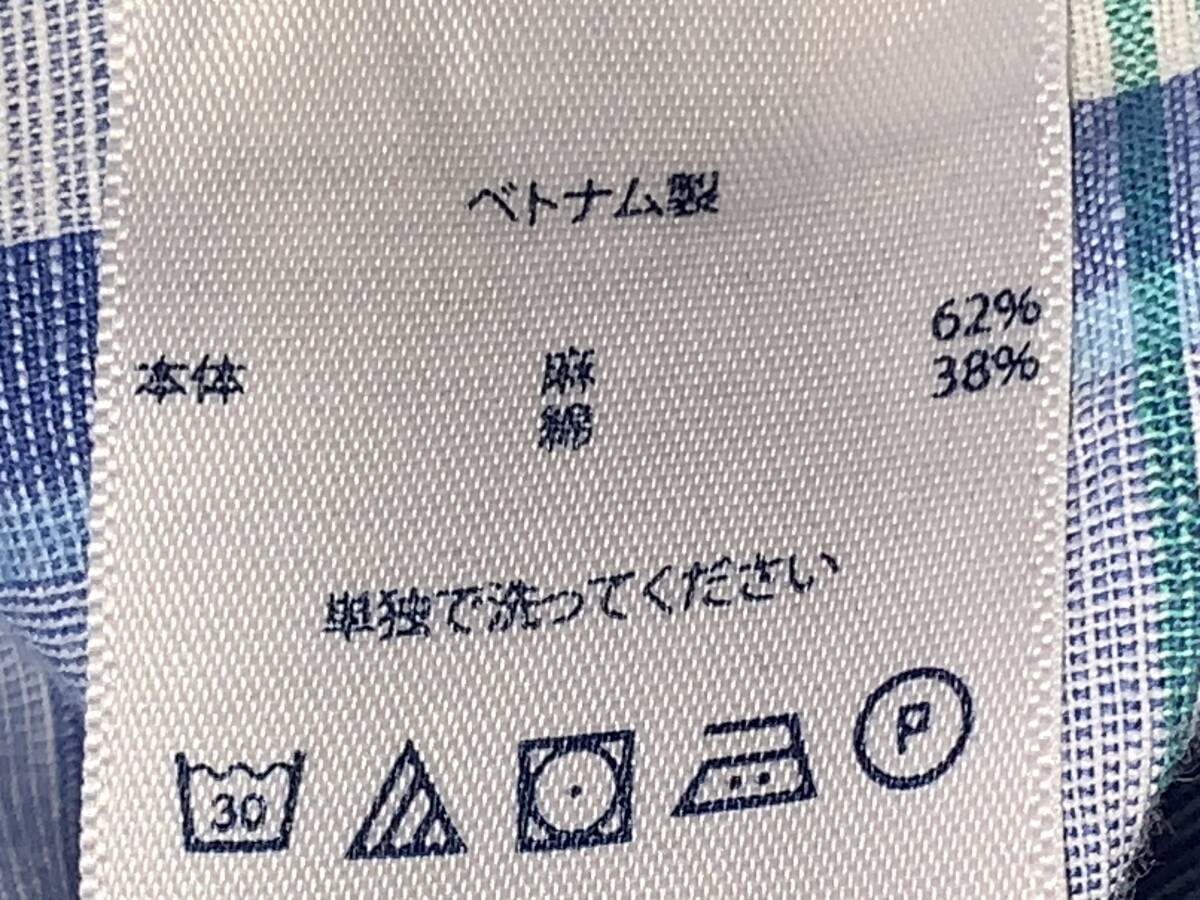 ベトナム製
本体 麻 62%
綿 38%
単独で洗ってください
30
P